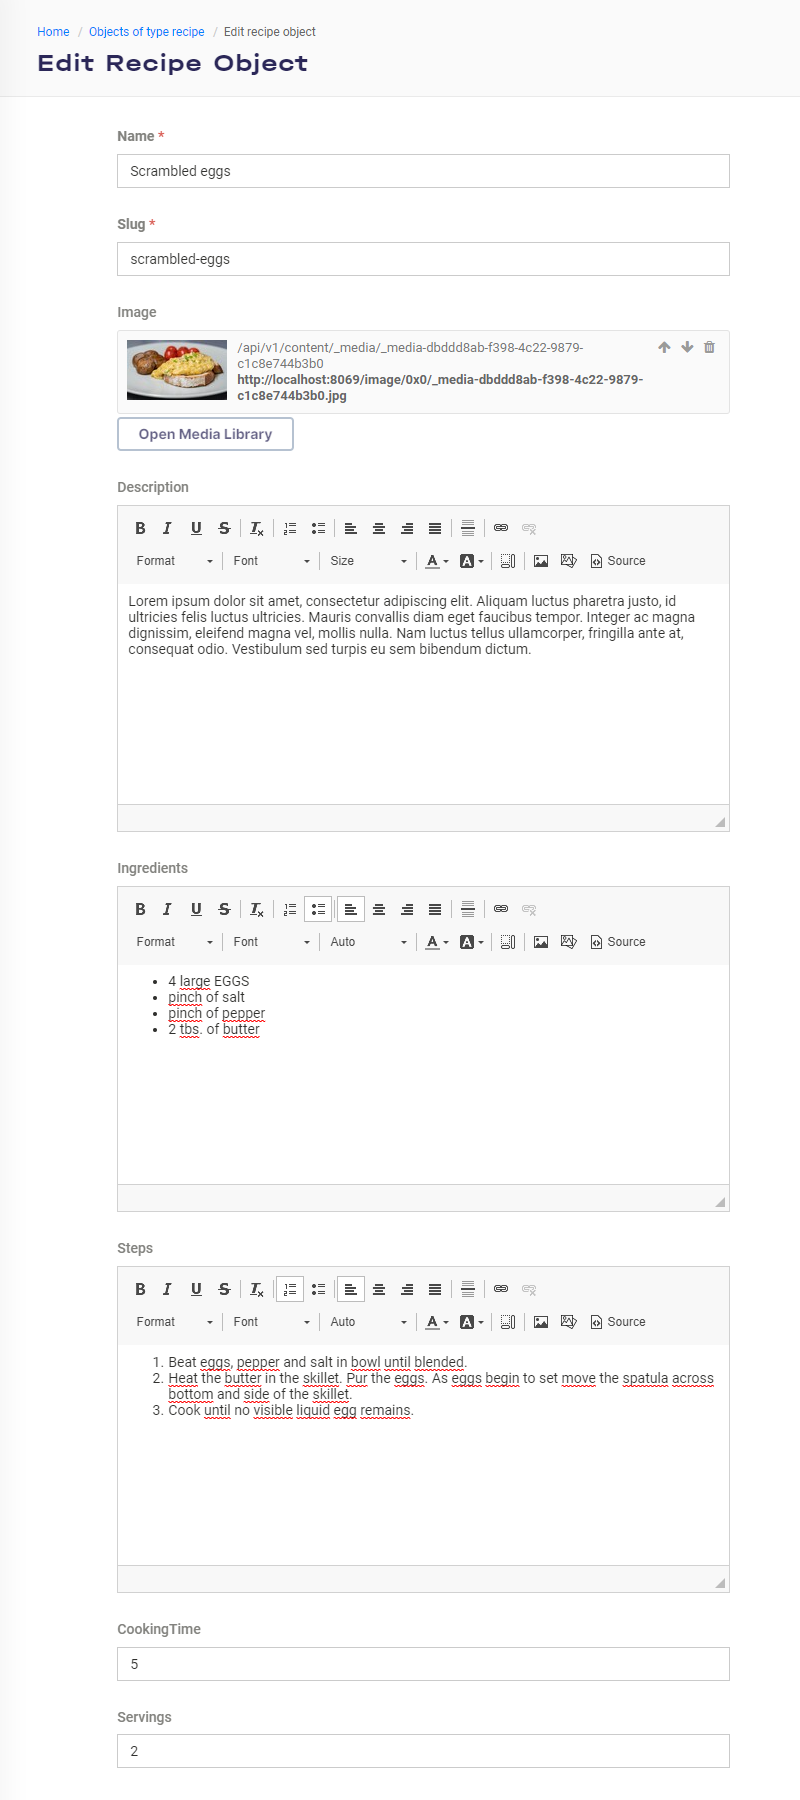 Home / Objects of type recipe / Edit recipe object
Edit Recipe Object
Name *
Scrambled eggs
Slug *
scrambled-eggs
Image
/api/v1/content/_media/_media-dbddd8ab-f398-4c22-9879-
c1c8e744b3b0
http://localhost:8069/image/0x0/_media-dbddd8ab-f398-4c22-9879-
c1c8e744b3b0.jpg
Open Media Library
Description
B I U S Tx
Format Font Size A A Source
Lorem ipsum dolor sit amet, consectetur adipiscing elit. Aliquam luctus pharetra justo, id
ultricies felis luctus ultricies. Mauris convallis diam eget faucibus tempor. Integer ac magna
dignissim, eleifend magna vel, mollis nulla. Nam luctus tellus ullamcorper, fringilla ante at,
consequat odio. Vestibulum sed turpis eu sem bibendum dictum.
Ingredients
B I U S Tx
Format Font Auto A A Source
• 4 large EGGS
• pinch of salt
• pinch of pepper
• 2 tbs. of butter
Steps
B I U S Tx
Format Font Auto A A Source
1. Beat eggs, pepper and salt in bowl until blended.
2. Heat the butter in the skillet. Pur the eggs. As eggs begin to set move the spatula across
bottom and side of the skillet.
3. Cook until no visible liquid egg remains.
CookingTime
5
Servings
2